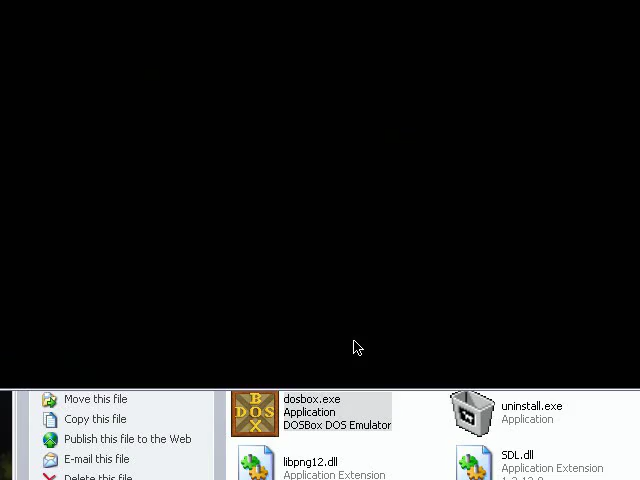 Move this file
Copy this file
Publish this file to the Web
E-mail this file
Delete this file
dosbox.exe
Application
DOSBox DOS Emulator
libpng12.dll
Application Extension
uninstall.exe
Application
SDL.dll
Application Extension
BOX
DOS